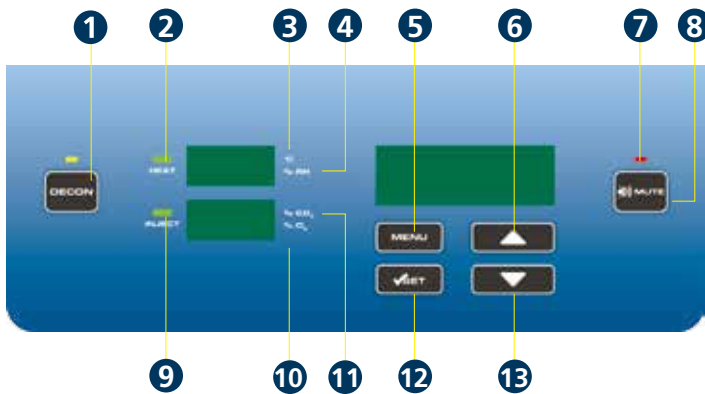 1 2 3 4 5 6 7 8
HEAT
°C
% RH
DECON
MUTE
INJECT
% CO₂
% O₂
MENU
SET
9 10 11 12 13